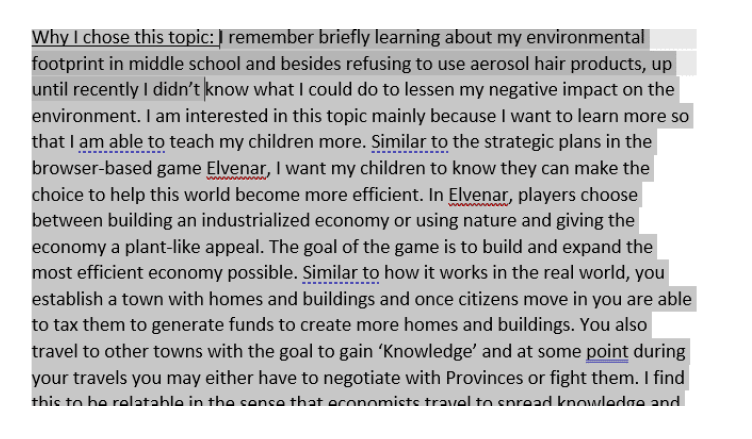 Why I chose this topic: I remember briefly learning about my environmental
footprint in middle school and besides refusing to use aerosol hair products, up
until recently I didn't know what I could do to lessen my negative impact on the
environment. I am interested in this topic mainly because I want to learn more so
that I am able to teach my children more. Similar to the strategic plans in the
browser-based game Elvenar, I want my children to know they can make the
choice to help this world become more efficient. In Elvenar, players choose
between building an industrialized economy or using nature and giving the
economy a plant-like appeal. The goal of the game is to build and expand the
most efficient economy possible. Similar to how it works in the real world, you
establish a town with homes and buildings and once citizens move in you are able
to tax them to generate funds to create more homes and buildings. You also
travel to other towns with the goal to gain ‘Knowledge’ and at some point during
your travels you may either have to negotiate with Provinces or fight them. I find
this to be relatable in the sense that economists travel to spread knowledge and